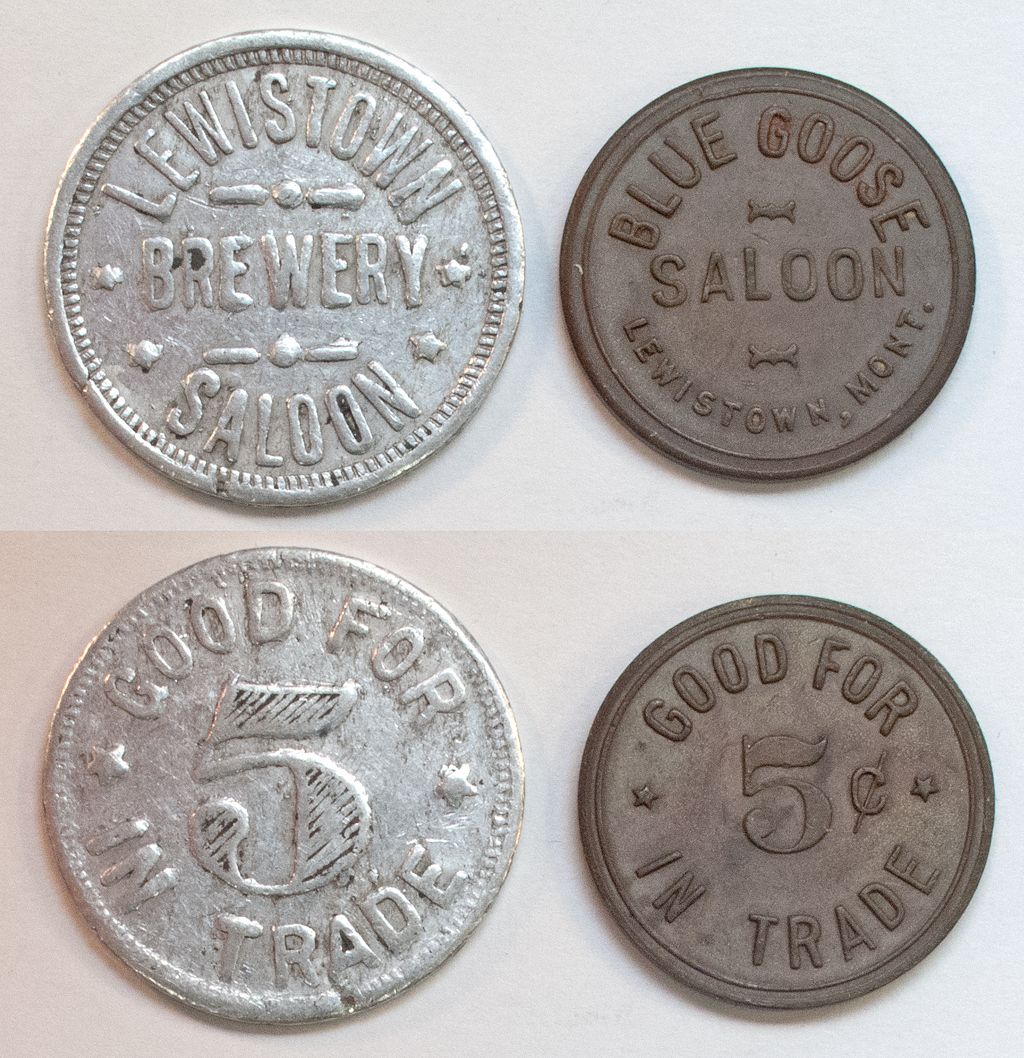 LEWISTOWN
BREWERY
SALOON
BLUE GOOSE
SALOON
LEWISTOWN, MONT.
GOOD FOR
5
IN TRADE
GOOD FOR
5¢
IN TRADE